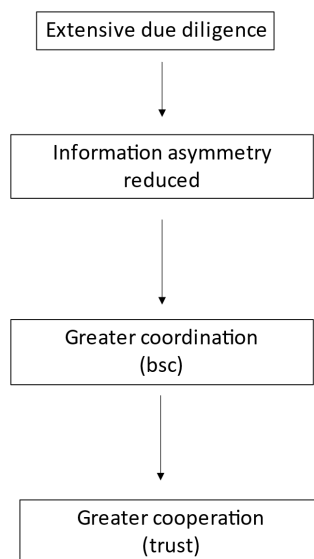 Extensive due diligence
Information asymmetry
reduced
Greater coordination
(bsc)
Greater cooperation
(trust)